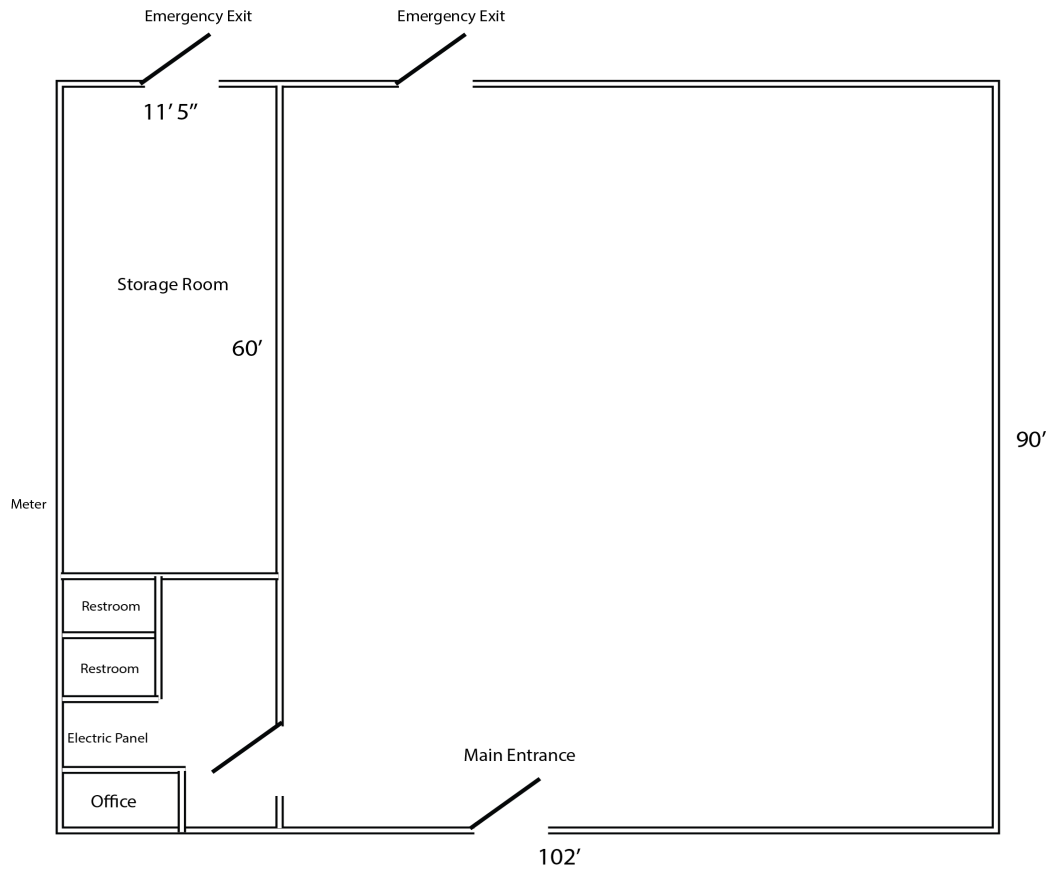 Emergency Exit
Emergency Exit
11’ 5”
Storage Room
60’
90’
Meter
Restroom
Restroom
Electric Panel
Main Entrance
Office
102’